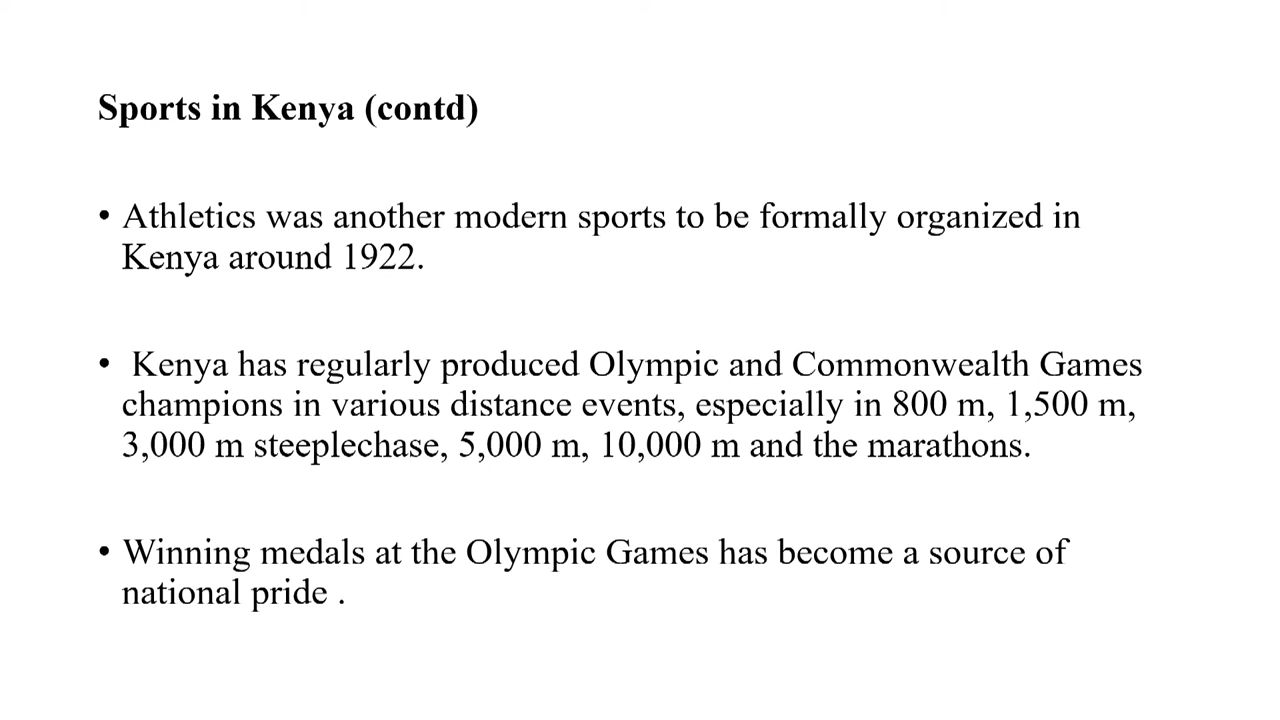 Sports in Kenya (contd)
• Athletics was another modern sports to be formally organized in
Kenya around 1922.
• Kenya has regularly produced Olympic and Commonwealth Games
champions in various distance events, especially in 800 m, 1,500 m,
3,000 m steeplechase, 5,000 m, 10,000 m and the marathons.
• Winning medals at the Olympic Games has become a source of
national pride .